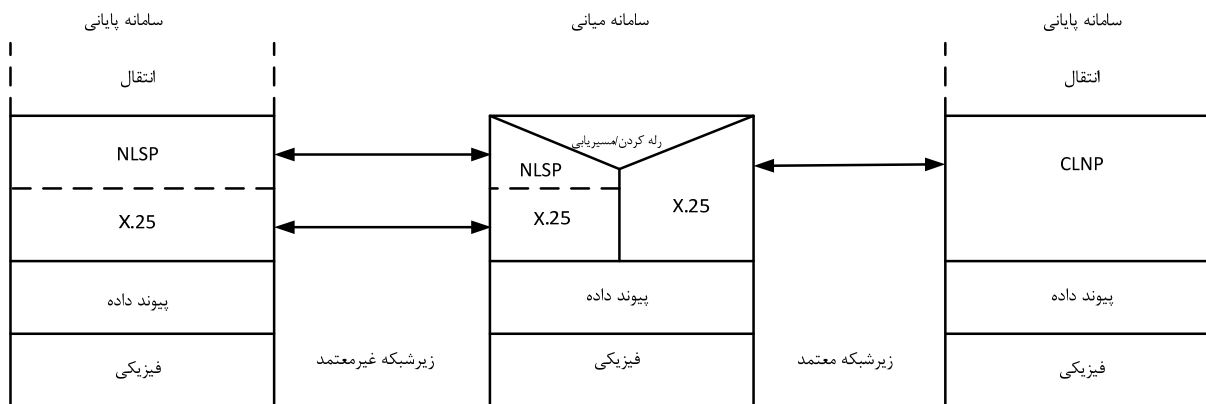 سامانه پایانی
سامانه میانی
سامانه پایانی
انتقال
انتقال
رله کردن/مسیریابی
NLSP
NLSP
CLNP
X.25
X.25
X.25
پیوند داده
پیوند داده
پیوند داده
فیزیکی
زیرشبکه غیرمعتمد
فیزیکی
زیرشبکه معتمد
فیزیکی